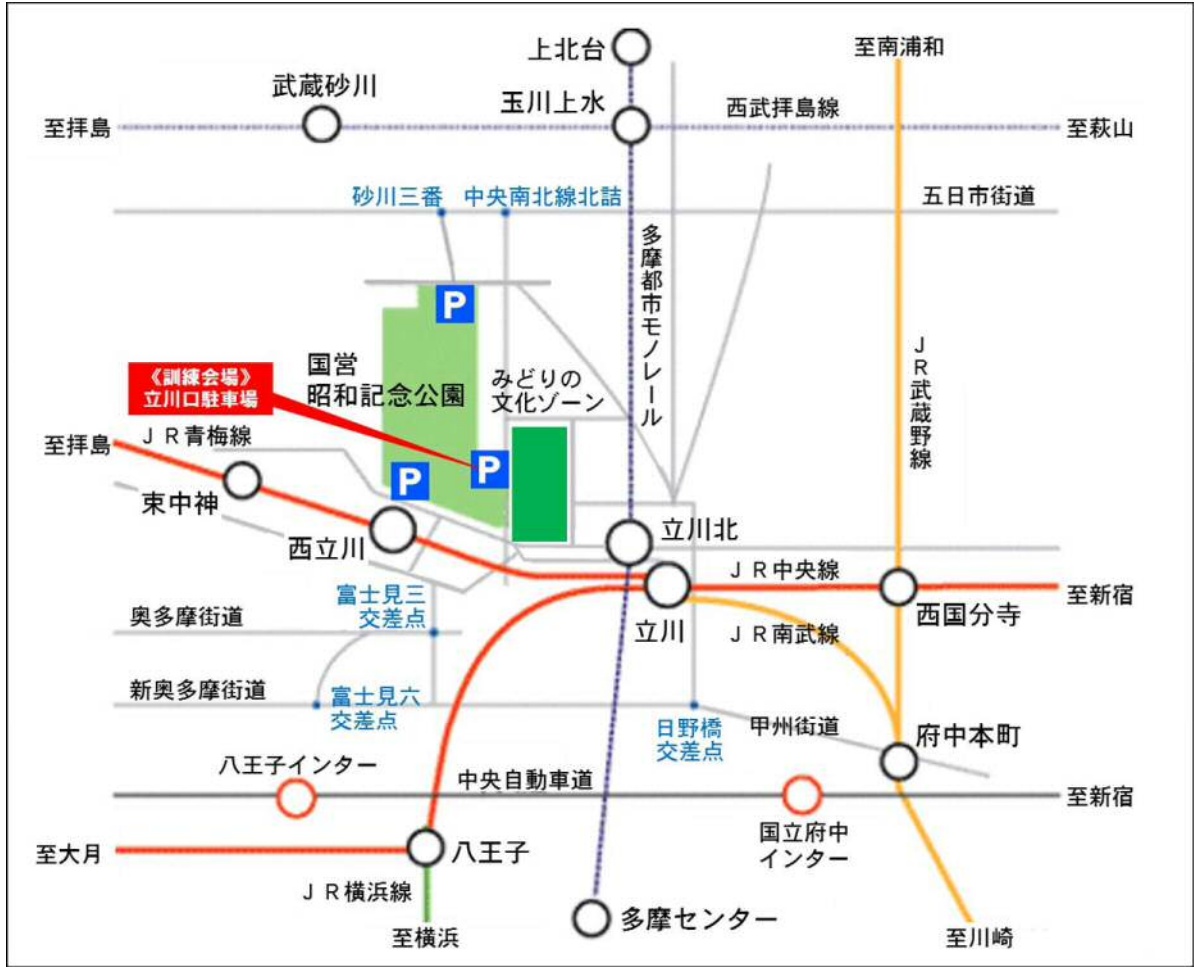 上北台
至南浦和
武蔵砂川
玉川上水
西武拝島線
至拝島
至萩山
砂川三番
中央南北線北詰
五日市街道
多摩都市モノレール
P
ＪＲ武蔵野線
国営
昭和記念公園
みどりの
文化ゾーン
《訓練会場》
立川口駐車場
ＪＲ青梅線
至拝島
P
P
東中神
西立川
立川北
ＪＲ中央線
至新宿
富士見三
交差点
奥多摩街道
立川
ＪＲ南武線
西国分寺
新奥多摩街道
富士見六
交差点
日野橋
交差点
甲州街道
府中本町
八王子インター
中央自動車道
至新宿
国立府中
インター
至大月
八王子
ＪＲ横浜線
多摩センター
至横浜
至川崎